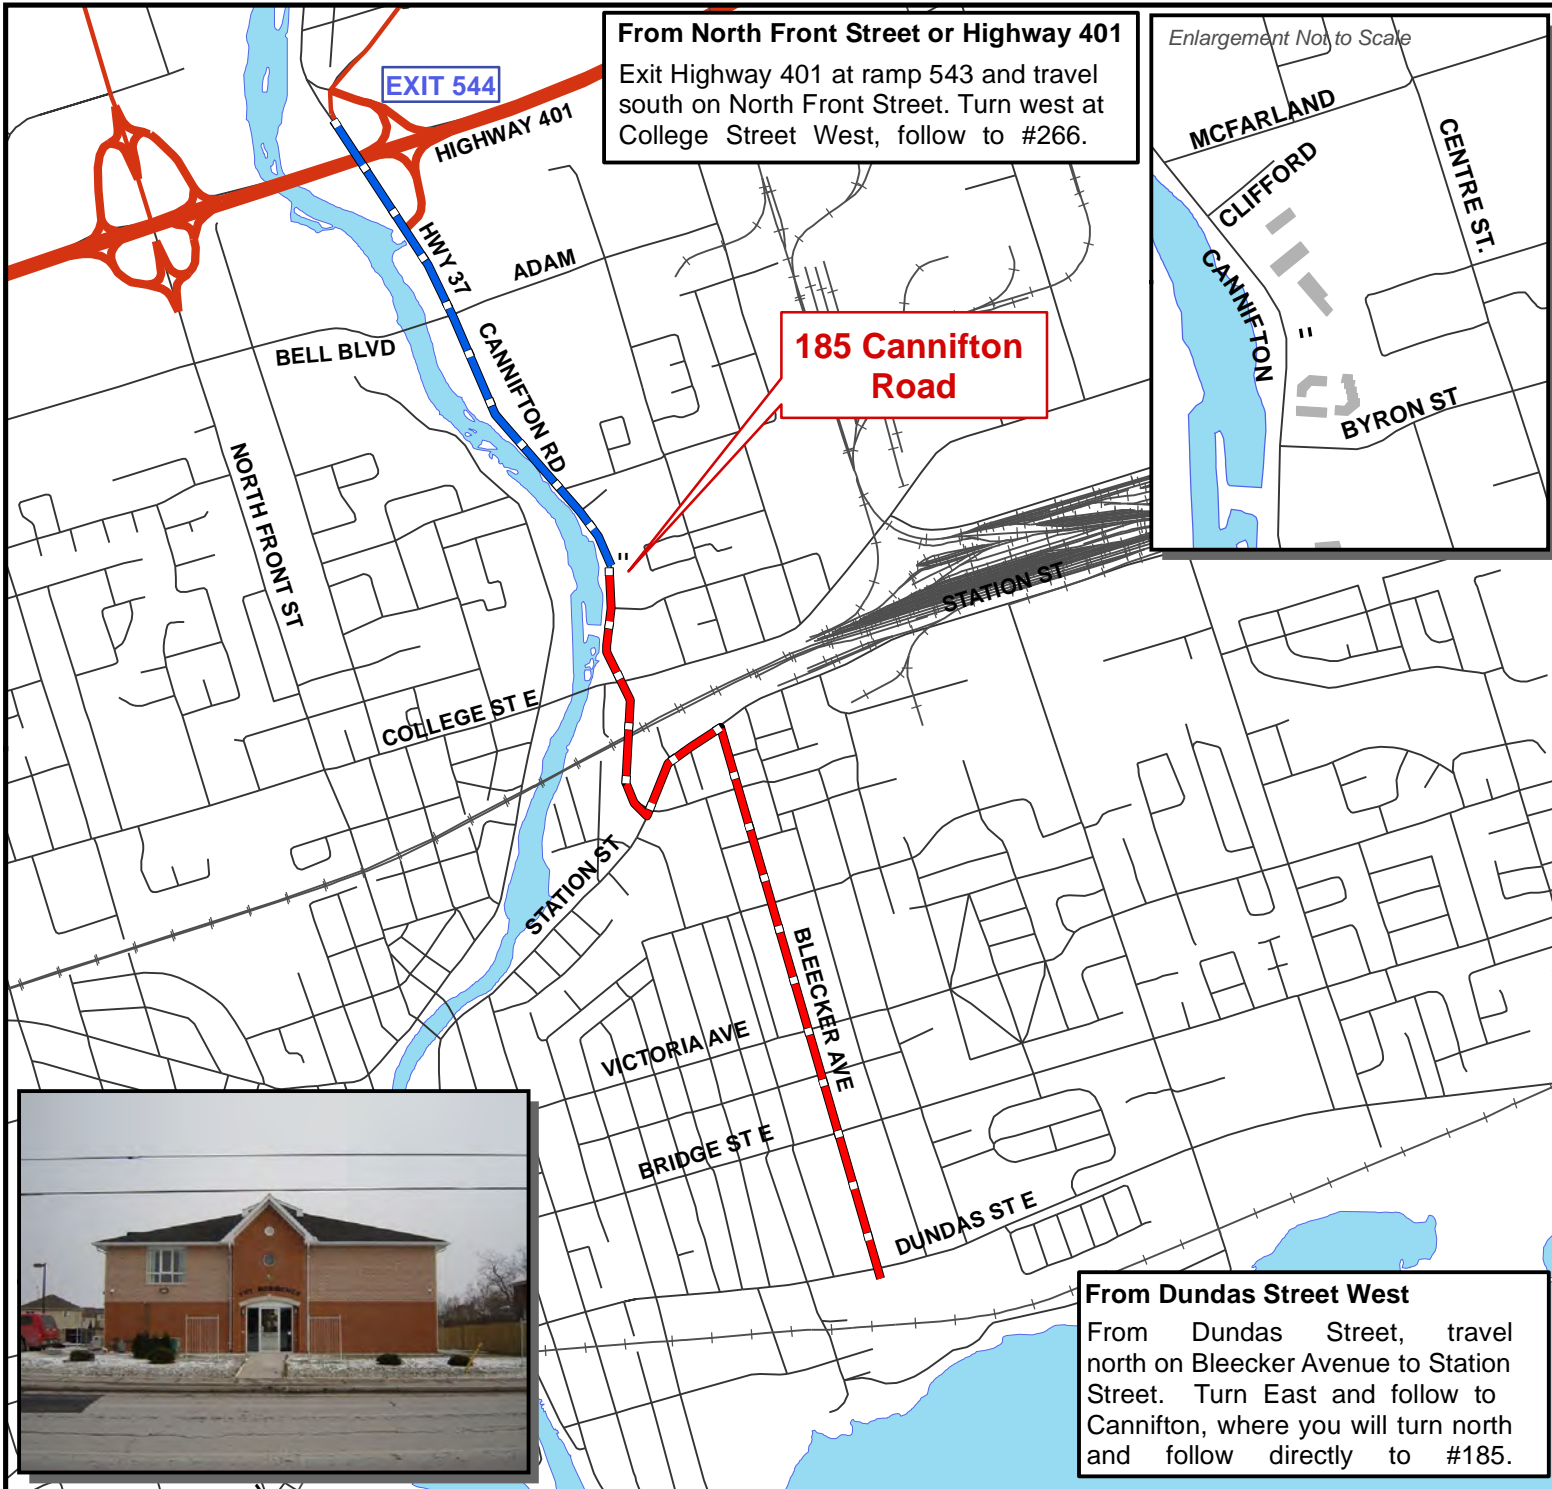 From North Front Street or Highway 401
Exit Highway 401 at ramp 543 and travel
south on North Front Street. Turn west at
College Street West, follow to #266.
Enlargement Not to Scale
MCFARLAND
CLIFFORD
CENTRE ST.
CANNIFTON
BYRON ST
EXIT 544
HIGHWAY 401
HWY 37
ADAM
BELL BLVD
CANNIFTON RD
185 Cannifton
Road
NORTH FRONT ST
STATION ST
COLLEGE ST E
STATION ST
BLEECKER AVE
VICTORIA AVE
BRIDGE ST E
DUNDAS ST E
From Dundas Street West
From Dundas Street, travel
north on Bleecker Avenue to Station
Street. Turn East and follow to
Cannifton, where you will turn north
and follow directly to #185.